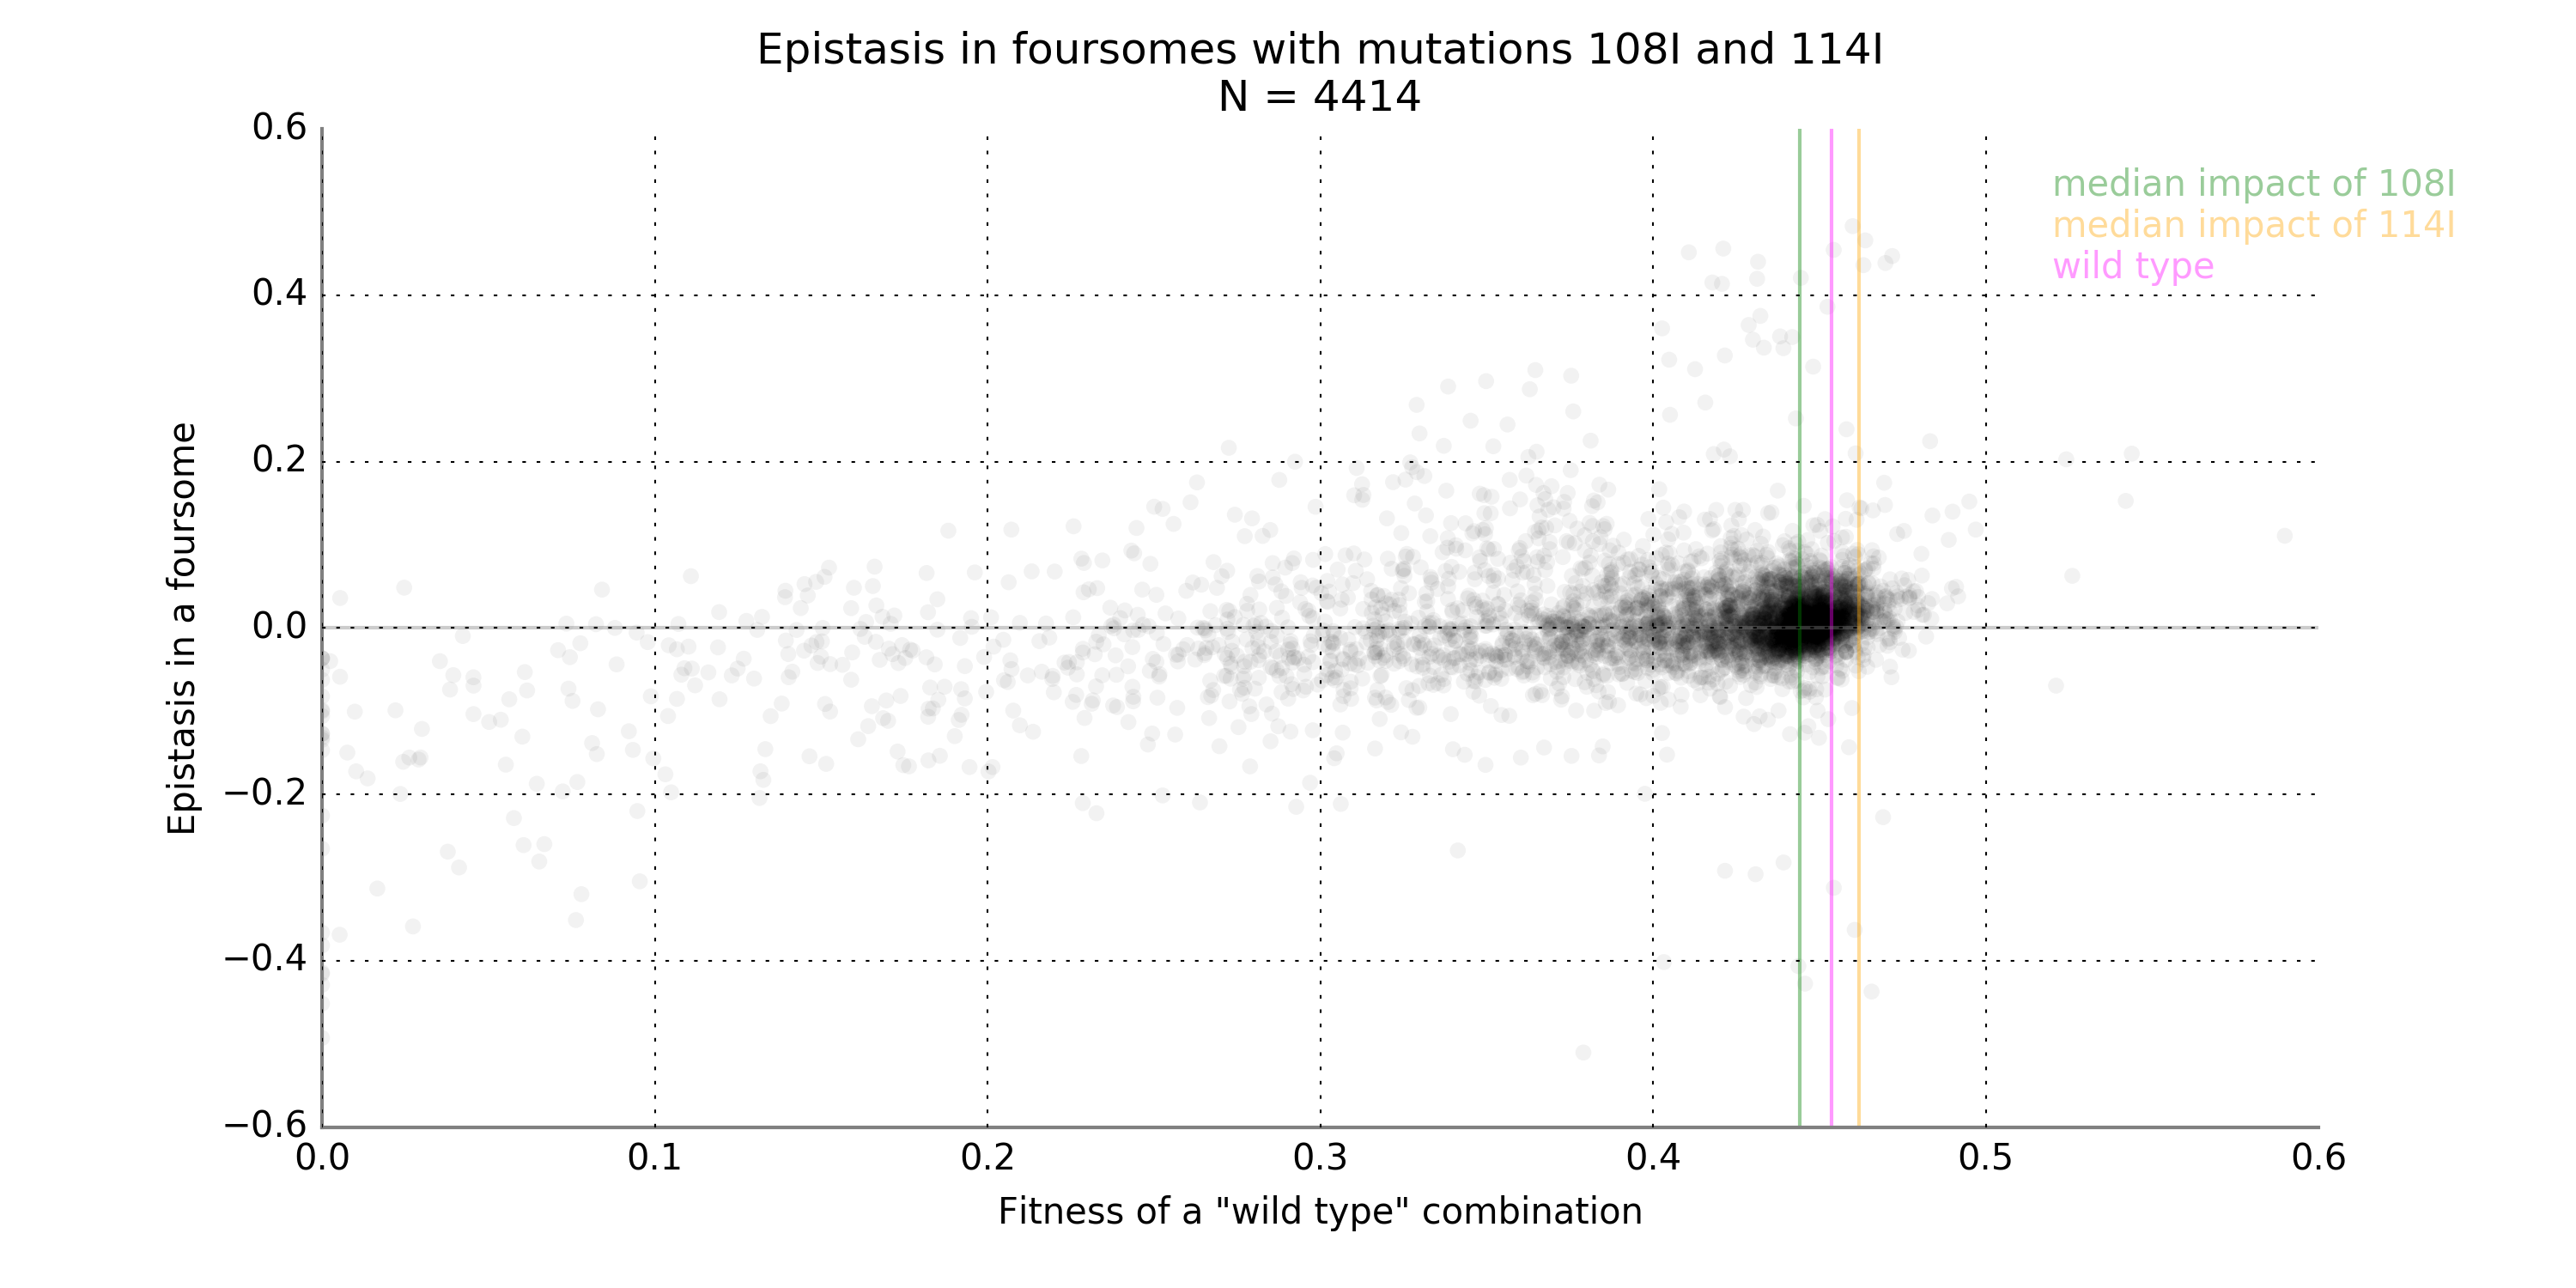 Epistasis in foursomes with mutations 108I and 114I
N = 4414
0.6
median impact of 108I
median impact of 114I
wild type
0.4
0.2
0.0
−0.2
−0.4
−0.6
Epistasis in a foursome
0.0 0.1 0.2 0.3 0.4 0.5 0.6
Fitness of a "wild type" combination